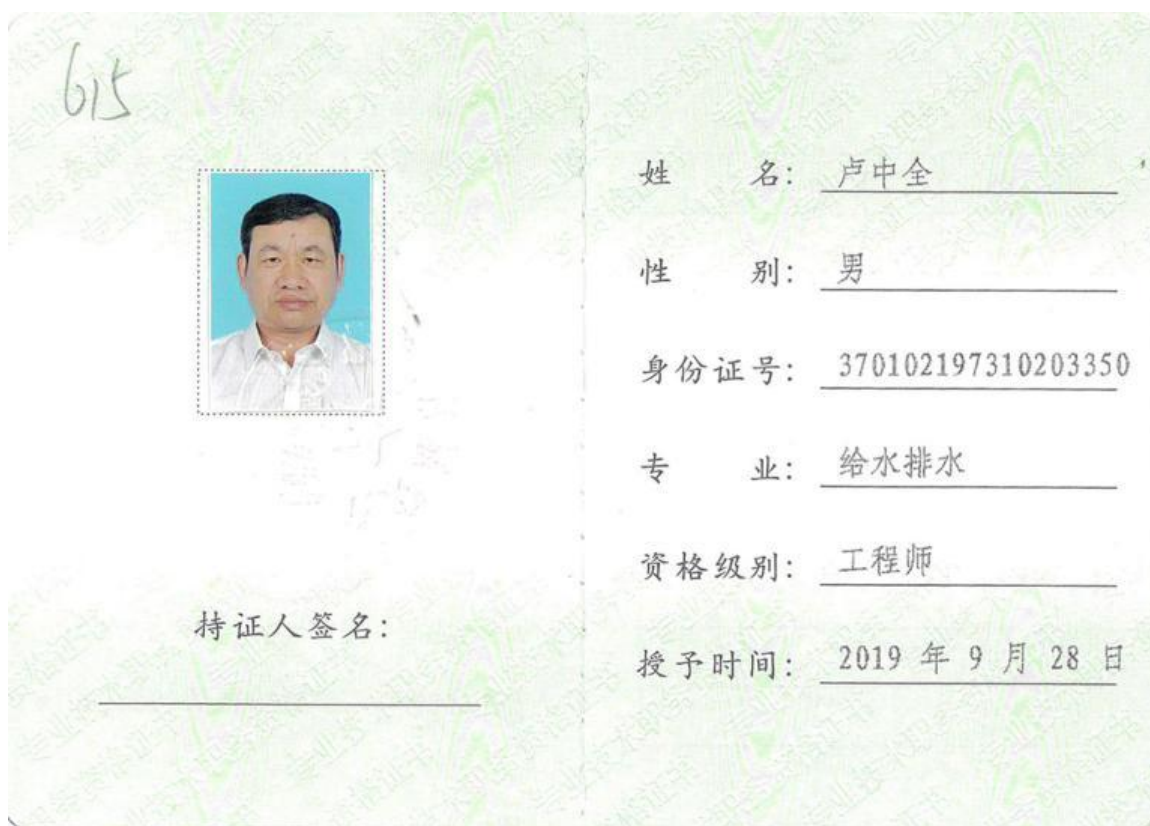 615
姓 名： 卢中全
性 别： 男
身份证号： 370102197310203350
专 业： 给水排水
资格级别： 工程师
持证人签名：
授予时间： 2019 年 9 月 28 日